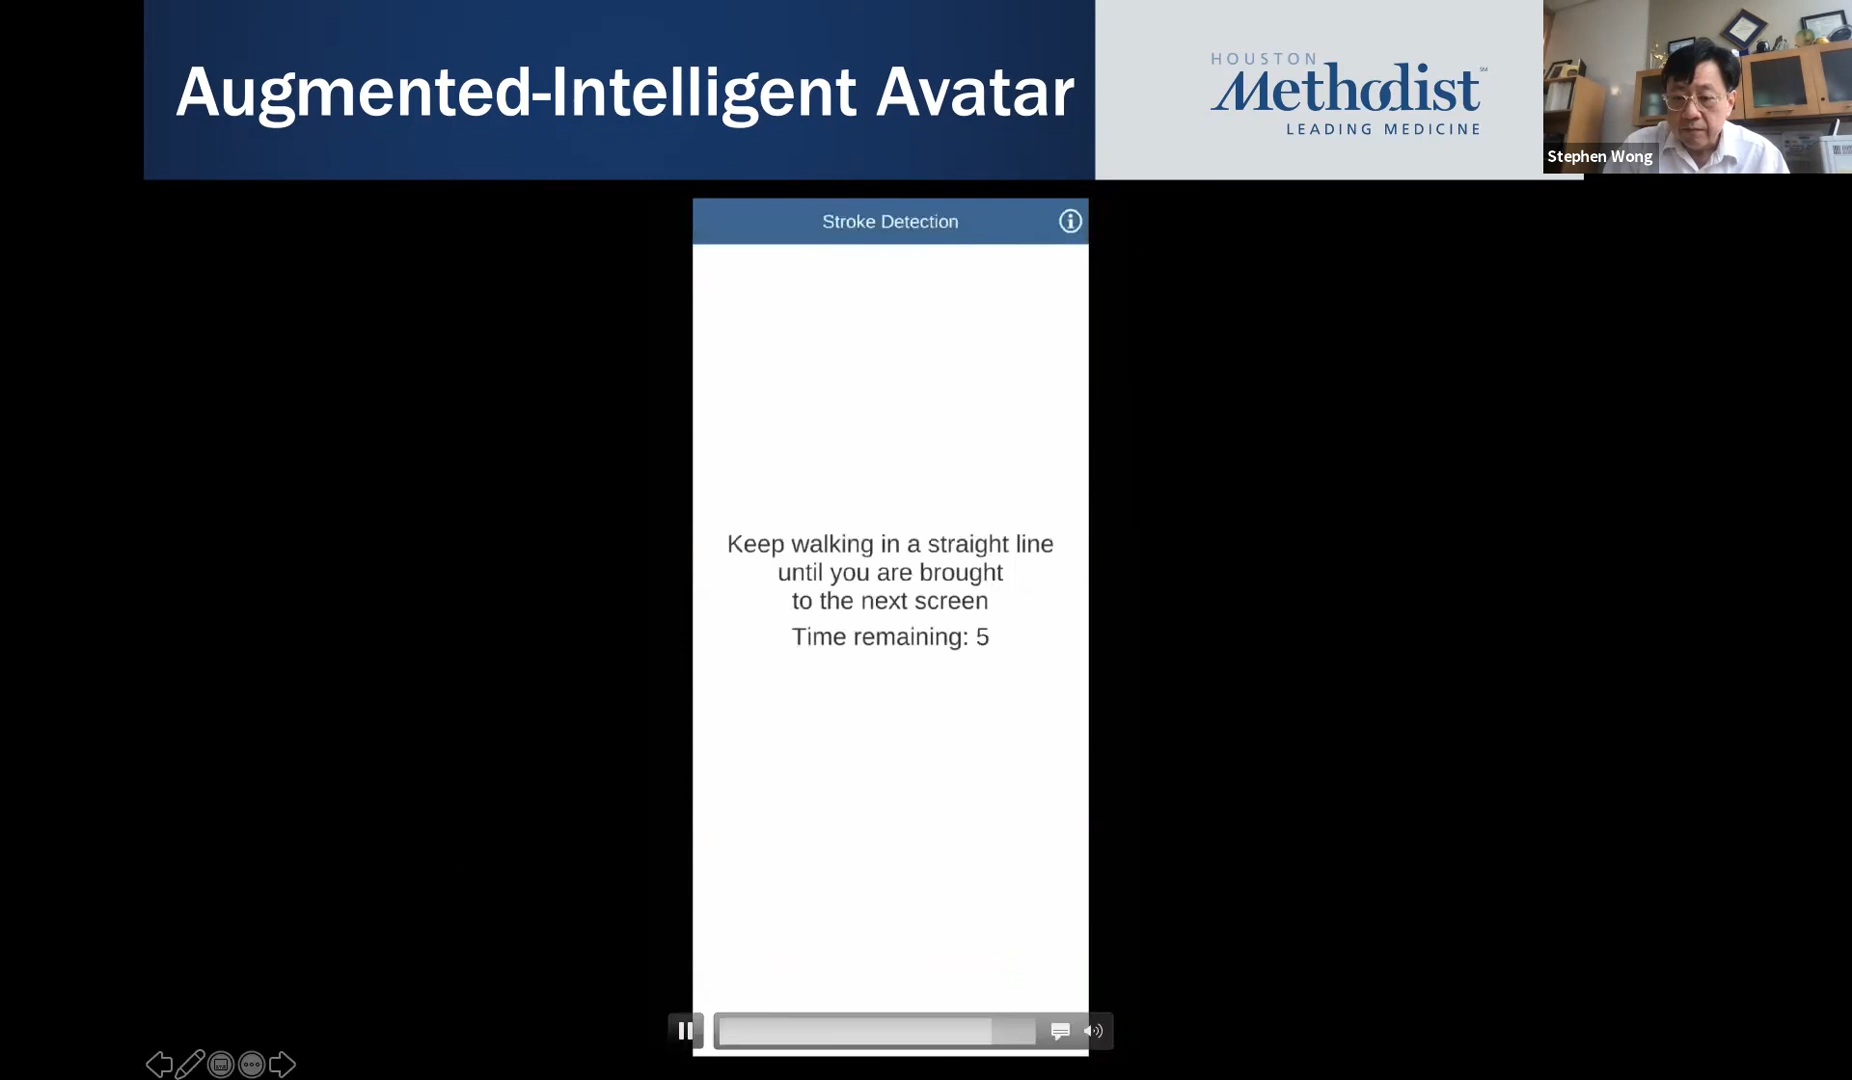 Augmented-Intelligent Avatar
HOUSTON
Methodist
LEADING MEDICINE
SM
Stephen Wong
Stroke Detection
Keep walking in a straight line
until you are brought
to the next screen
Time remaining: 5